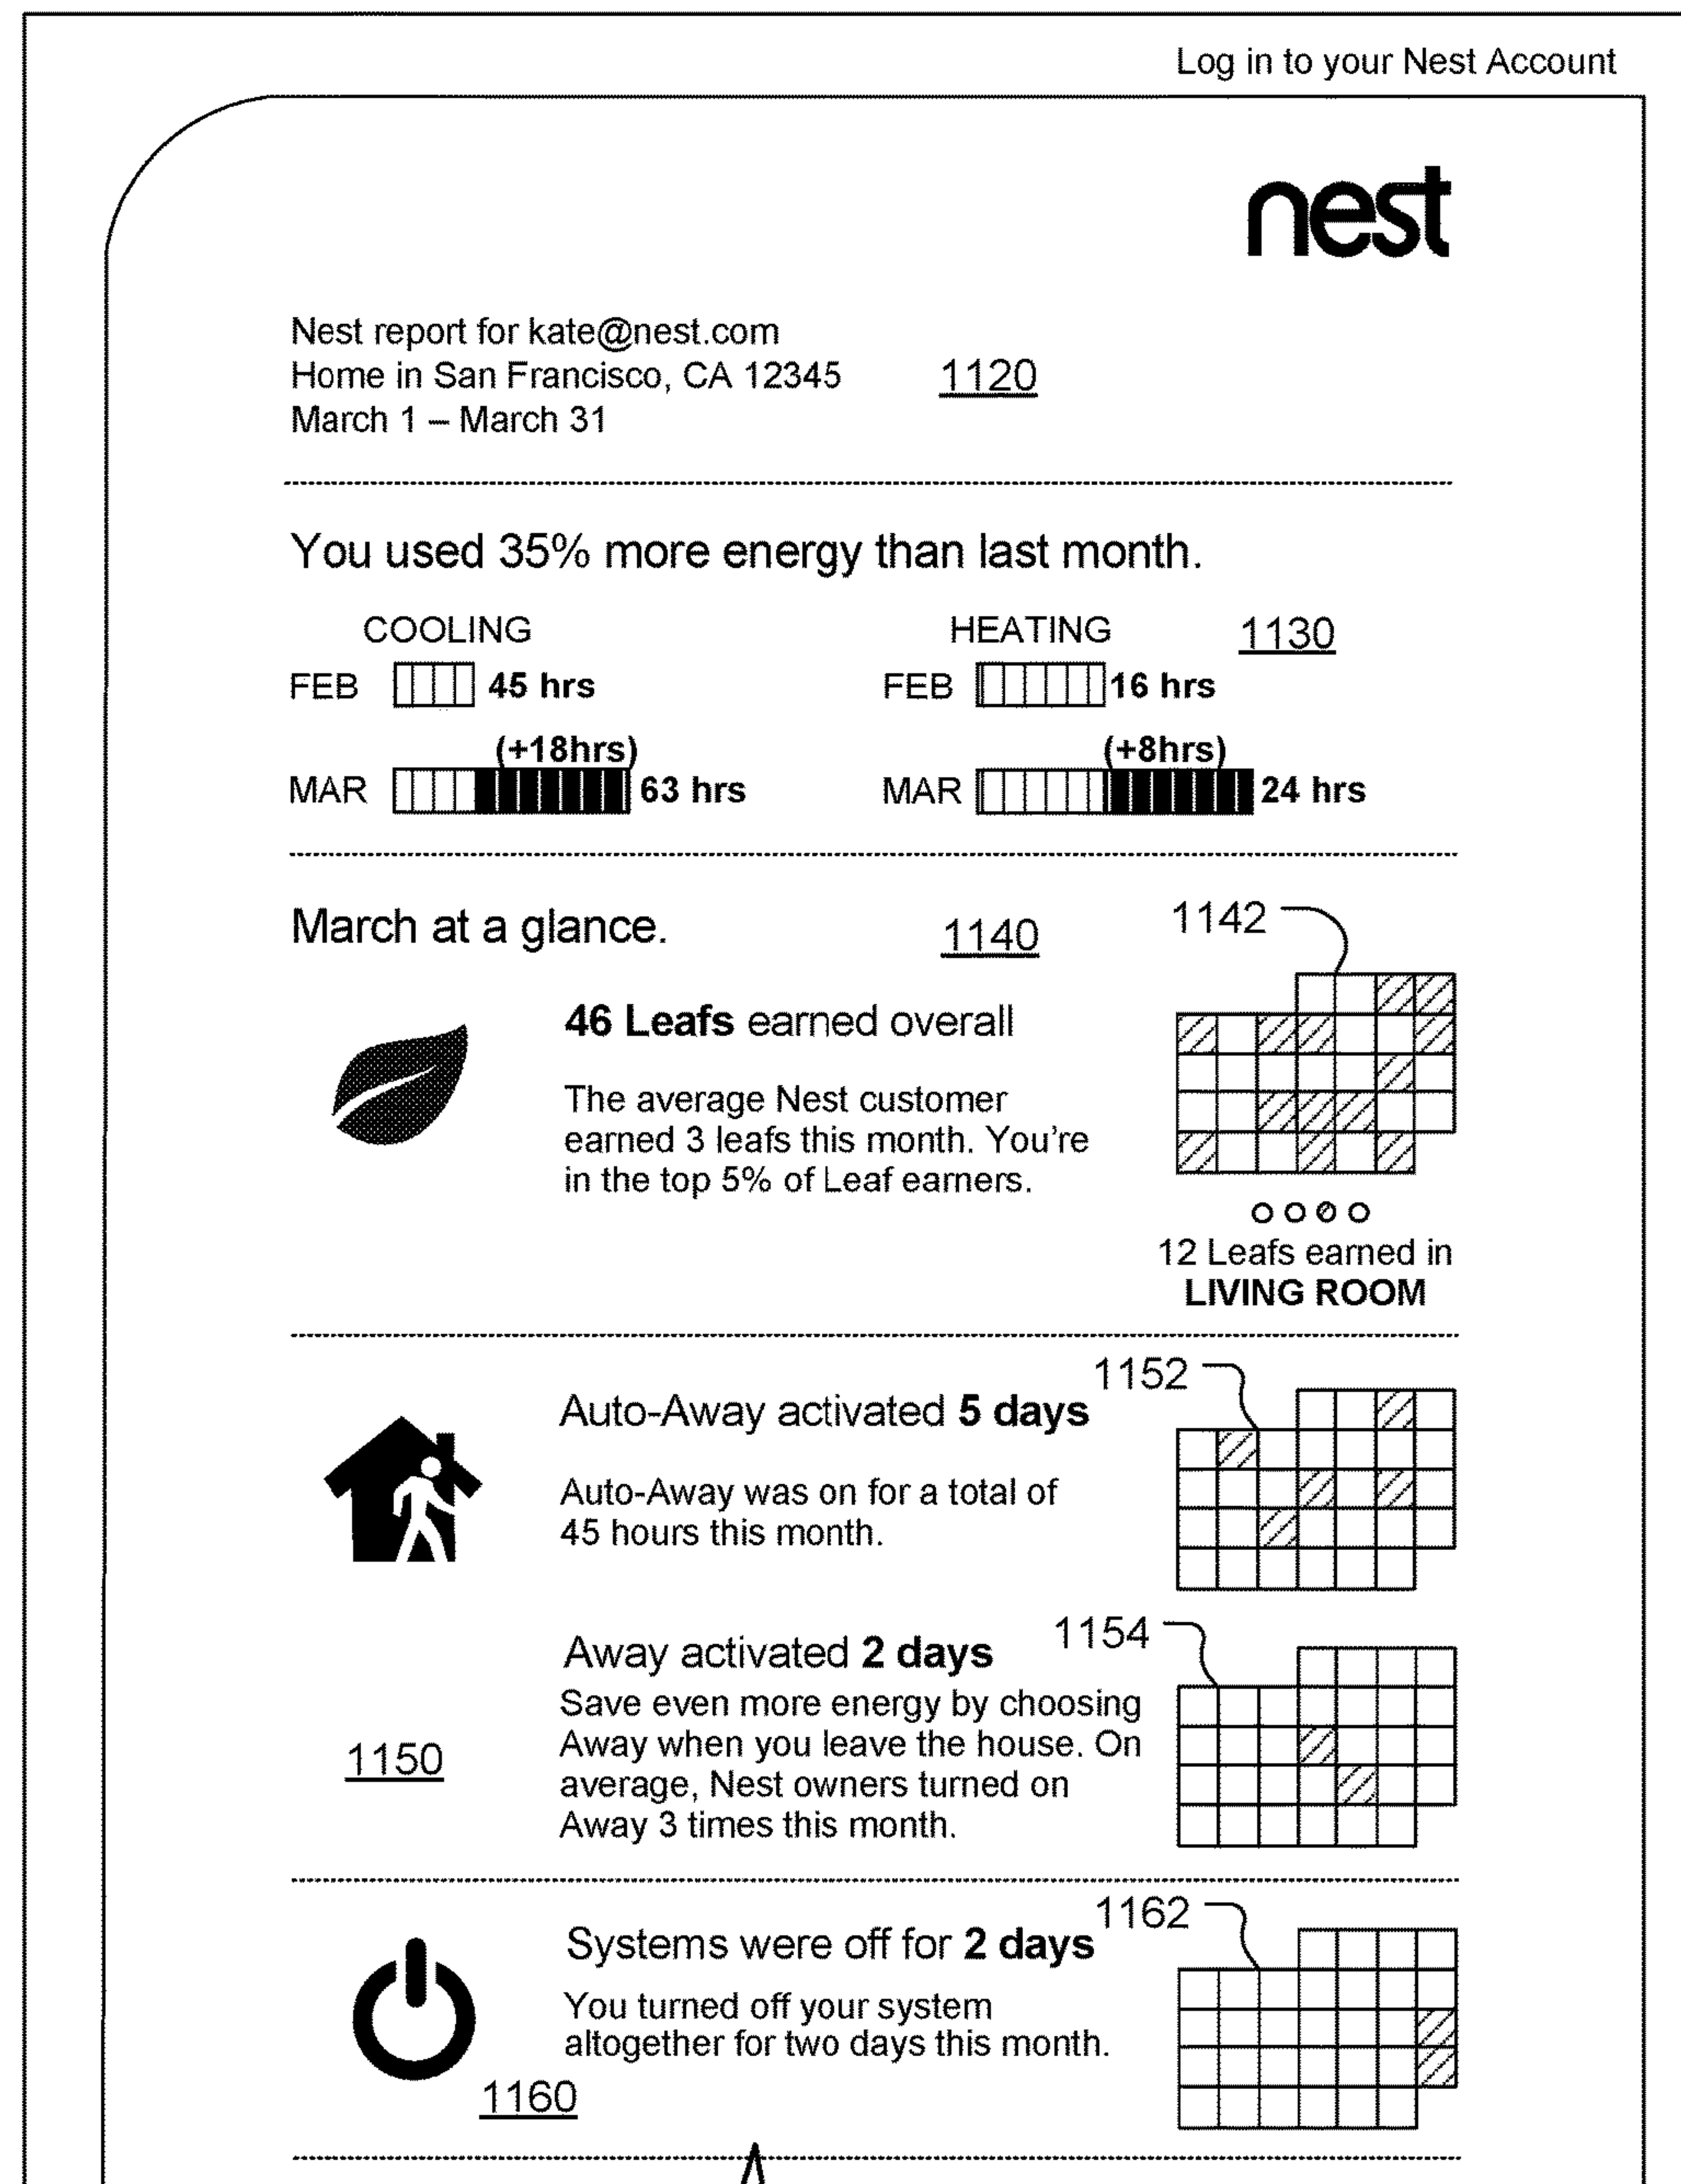 Log in to your Nest Account
nest
Nest report for kate@nest.com
Home in San Francisco, CA 12345
1120
March 1 – March 31
You used 35% more energy than last month.
COOLING
HEATING
1130
FEB
45 hrs
FEB
16 hrs
(+18hrs)
(+8hrs)
MAR
63 hrs
MAR
24 hrs
March at a glance.
1140
1142
46 Leafs earned overall
The average Nest customer
earned 3 leafs this month. You're
in the top 5% of Leaf earners.
12 Leafs earned in
LIVING ROOM
1152
Auto-Away activated 5 days
Auto-Away was on for a total of
45 hours this month.
1154
Away activated 2 days
Save even more energy by choosing
Away when you leave the house. On
average, Nest owners turned on
Away 3 times this month.
1150
1162
Systems were off for 2 days
You turned off your system
altogether for two days this month.
1160